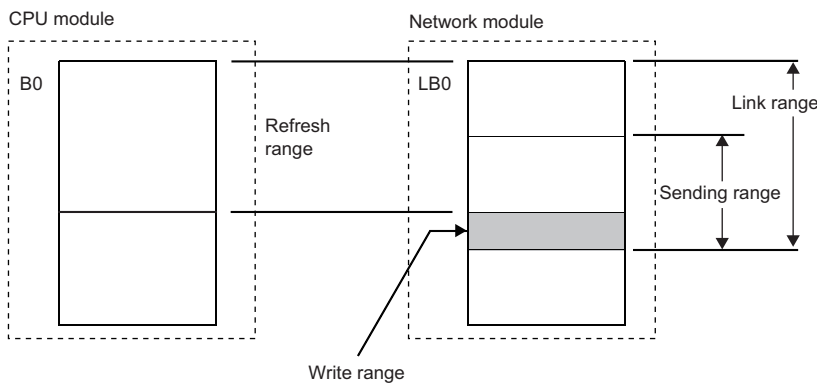 CPU module
Network module
B0
LB0
Link range
Refresh
range
Sending range
Write range